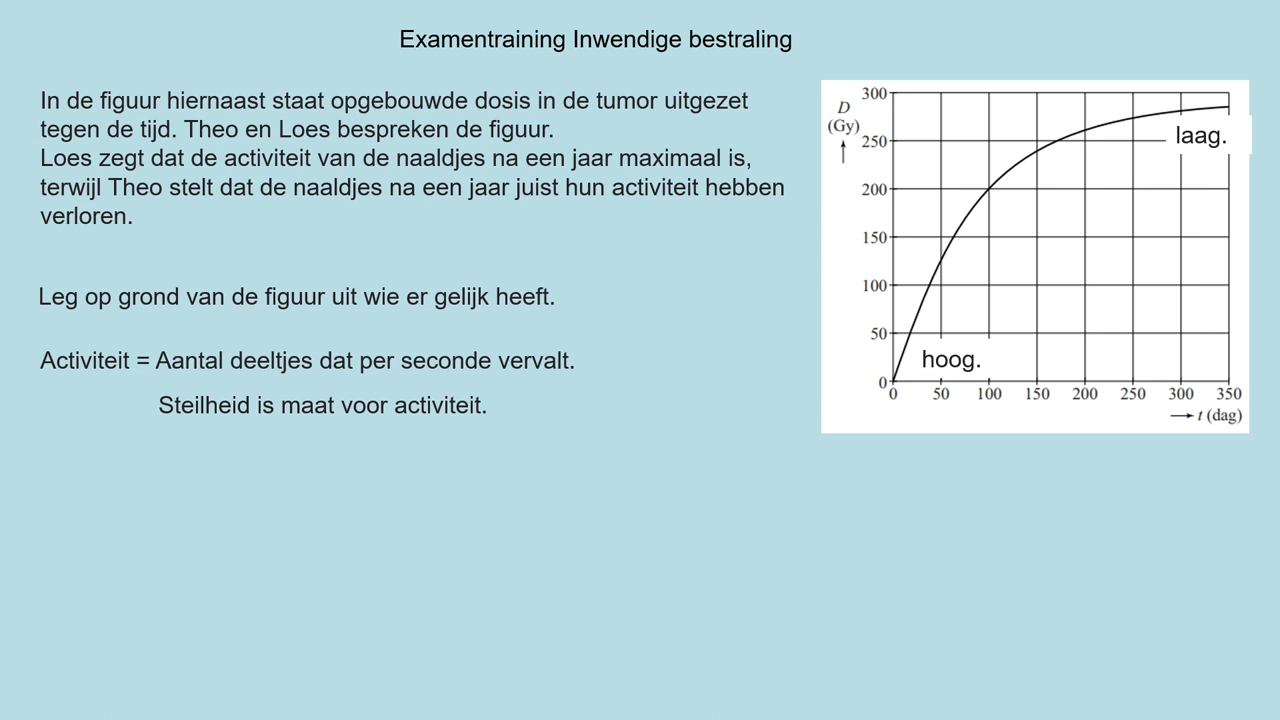 Examentraining Inwendige bestraling
In de figuur hiernaast staat opgebouwde dosis in de tumor uitgezet
tegen de tijd. Theo en Loes bespreken de figuur.
Loes zegt dat de activiteit van de naaldjes na een jaar maximaal is,
terwijl Theo stelt dat de naaldjes na een jaar juist hun activiteit hebben
verloren.
Leg op grond van de figuur uit wie er gelijk heeft.
Activiteit = Aantal deeltjes dat per seconde vervalt.
Steilheid is maat voor activiteit.
D
(Gy)
300
250
200
150
100
50
0
laag.
hoog.
0 50 100 150 200 250 300 350
t (dag)